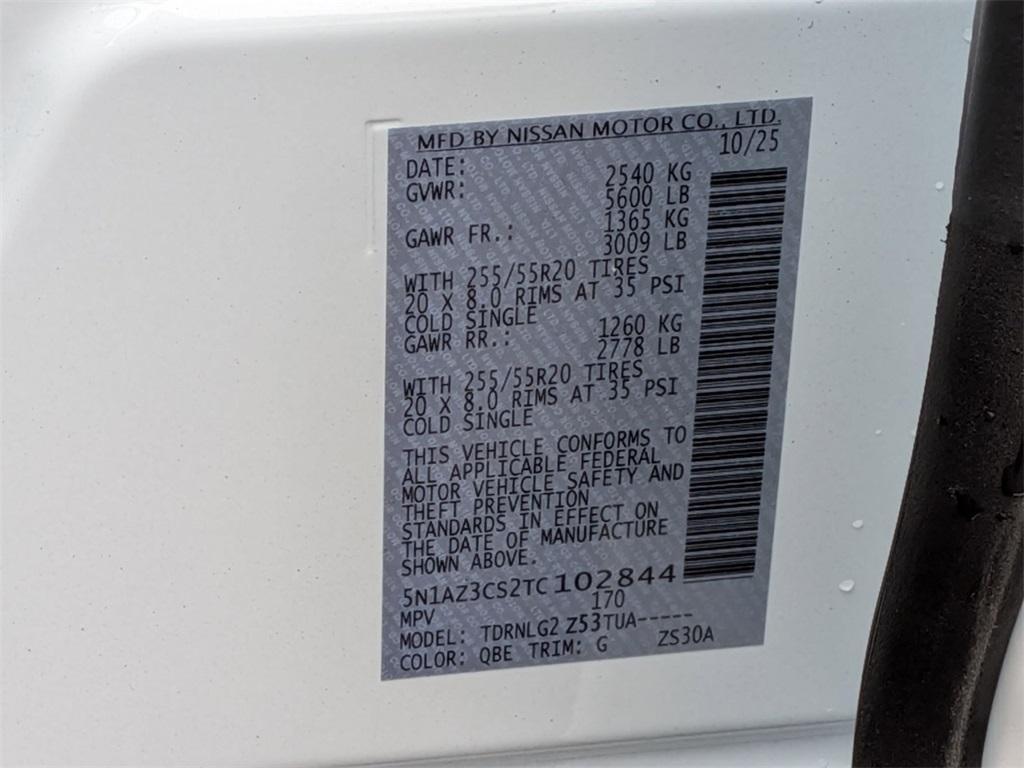 MFD BY NISSAN MOTOR CO., LTD.
DATE: 10/25
GVWR: 2540 KG
5600 LB
GAWR FR.: 1365 KG
3009 LB
WITH 255/55R20 TIRES
20 X 8.0 RIMS AT 35 PSI
COLD SINGLE
GAWR RR.: 1260 KG
2778 LB
WITH 255/55R20 TIRES
20 X 8.0 RIMS AT 35 PSI
COLD SINGLE
THIS VEHICLE CONFORMS TO
ALL APPLICABLE FEDERAL
MOTOR VEHICLE SAFETY AND
THEFT PREVENTION
STANDARDS IN EFFECT ON
THE DATE OF MANUFACTURE
SHOWN ABOVE.
5N1AZ3CS2TC102844
MPV 170
MODEL: TDRNLG2 Z53TUA-----
COLOR: QBE TRIM: G ZS30A